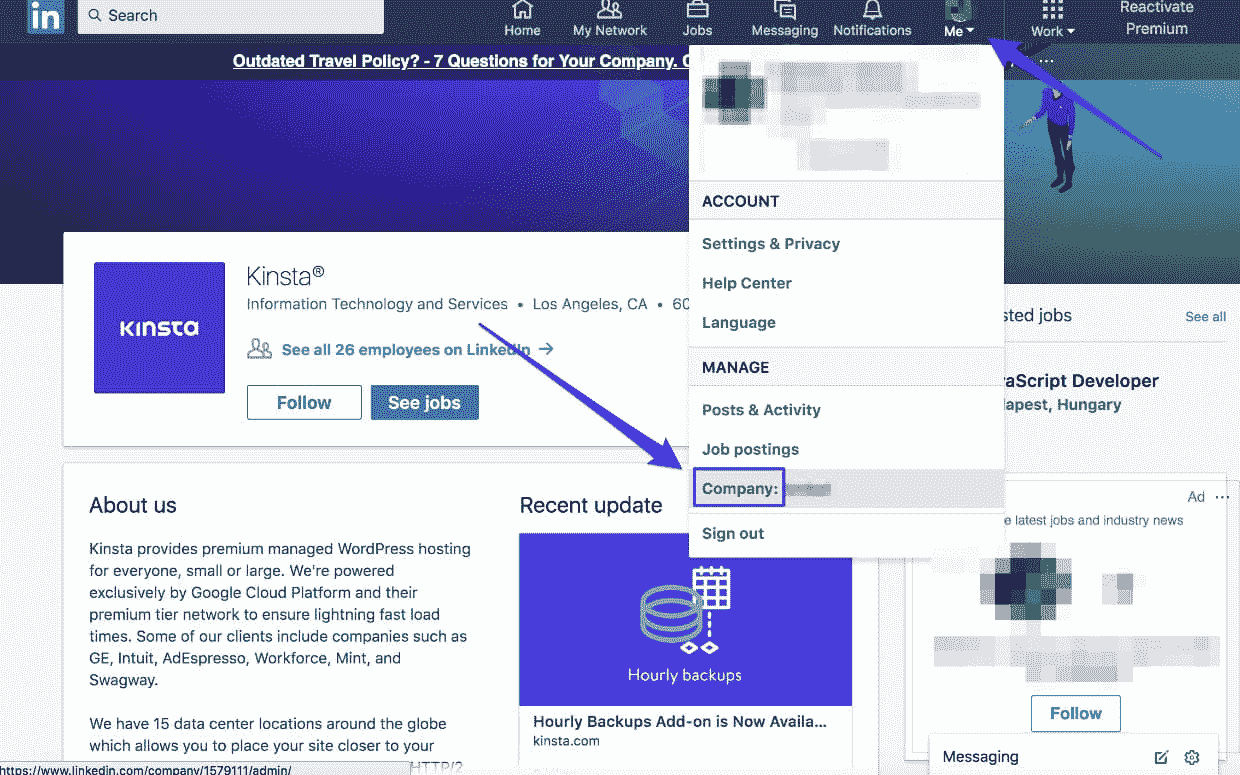 in
Search
Home
My Network
Jobs
Messaging
Notifications
Me
Work
Reactivate
Premium
Outdated Travel Policy? - 7 Questions for Your Company.
ACCOUNT
Settings & Privacy
Help Center
Language
MANAGE
Posts & Activity
Job postings
Company:
Sign out
KINSTA
Kinsta®
Information Technology and Services • Los Angeles, CA • 60
See all 26 employees on LinkedIn →
Follow
See jobs
sted jobs
See all
aScript Developer
apest, Hungary
About us
Kinsta provides premium managed WordPress hosting
for everyone, small or large. We're powered
exclusively by Google Cloud Platform and their
premium tier network to ensure lightning fast load
times. Some of our clients include companies such as
GE, Intuit, AdEspresso, Workforce, Mint, and
Swagway.
We have 15 data center locations around the globe
which allows you to place your site closer to your
HTTP/2
Recent update
Hourly backups
Hourly Backups Add-on is Now Availa...
kinsta.com
Ad ...
e latest jobs and industry news
Follow
Messaging
https://www.linkedin.com/company/1579111/admin/